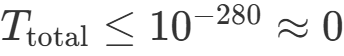 T_total ≤ 10^−280 ≈ 0